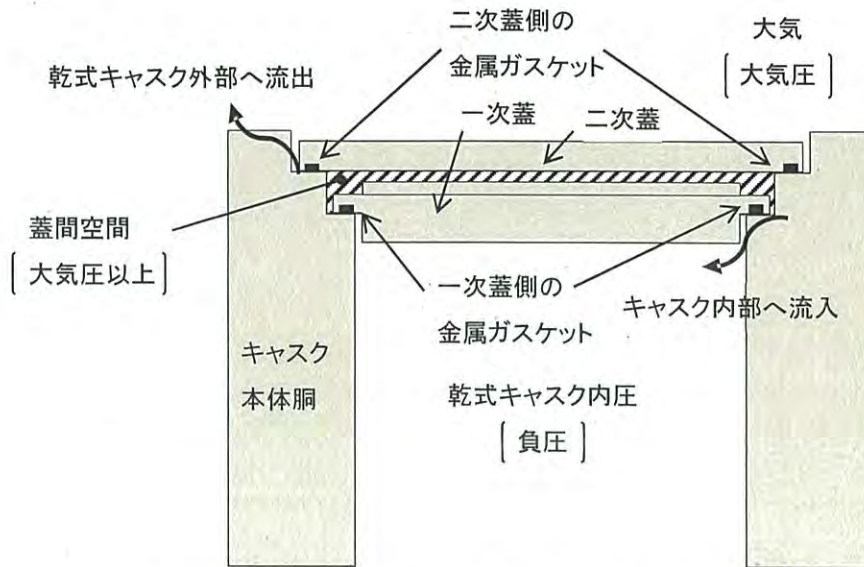 二次蓋側の
金属ガスケット
大気
［大気圧］
乾式キャスク外部へ流出
一次蓋
二次蓋
蓋間空間
［大気圧以上］
一次蓋側の
金属ガスケット
キャスク内部へ流入
キャスク
本体胴
乾式キャスク内圧
［負圧］